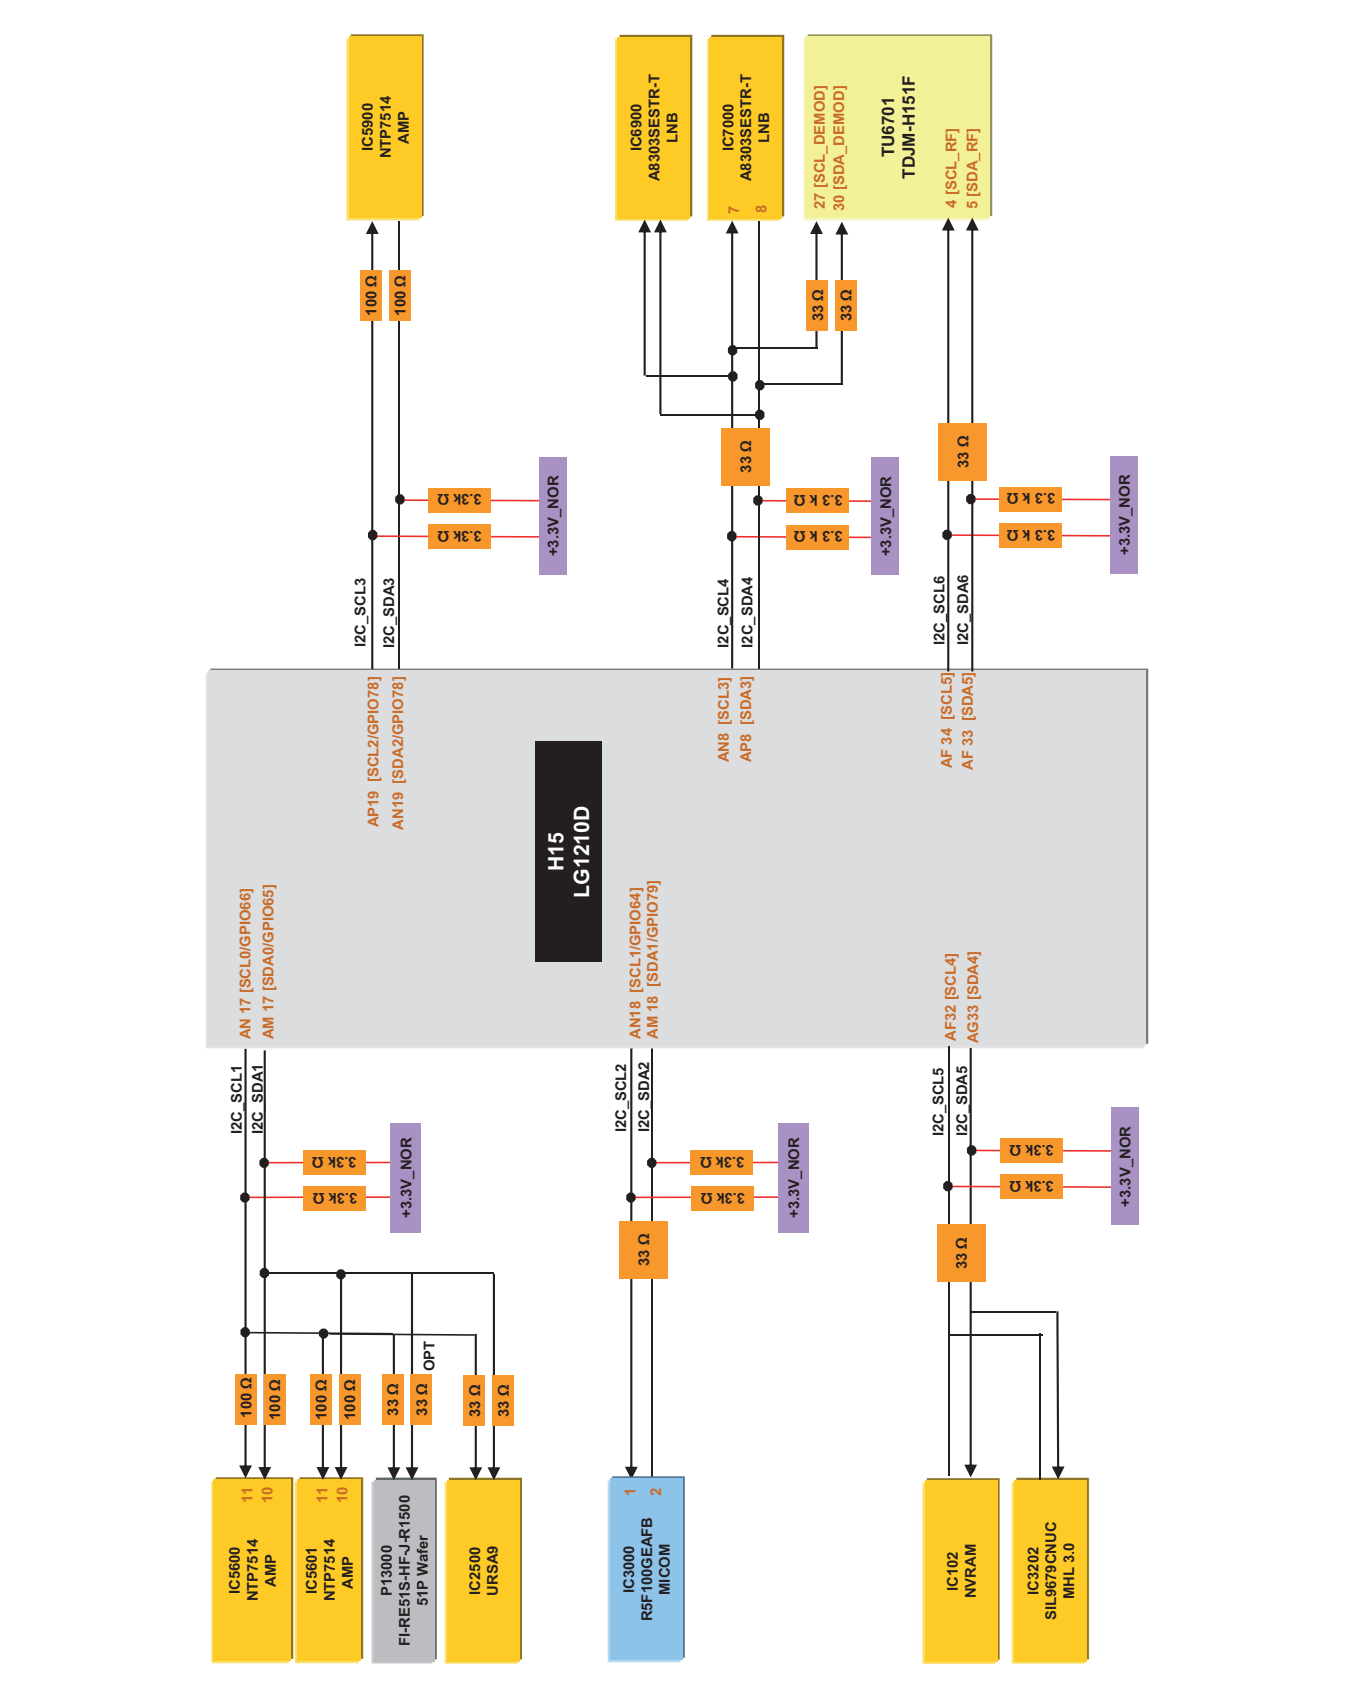 IC5900
NTP7514
AMP
IC6900
A8303SESTR-T
LNB
IC7000
A8303SESTR-T
LNB
7
8
TU6701
TDJM-H151F
27 [SCL_DEMOD]
30 [SDA_DEMOD]
4 [SCL_RF]
5 [SDA_RF]
100 Ω
100 Ω
33 Ω
33 Ω
33 Ω
33 Ω
3.3k Ω
3.3k Ω
+3.3V_NOR
3.3 k Ω
3.3 k Ω
+3.3V_NOR
3.3 k Ω
3.3 k Ω
+3.3V_NOR
I2C_SCL3
I2C_SDA3
I2C_SCL4
I2C_SDA4
I2C_SCL6
I2C_SDA6
AP19 [SCL2/GPIO78]
AN19 [SDA2/GPIO78]
AN8 [SCL3]
AP8 [SDA3]
AF 34 [SCL5]
AF 33 [SDA5]
H15
LG1210D
AN 17 [SCL0/GPIO66]
AM 17 [SDA0/GPIO65]
AN18 [SCL1/GPIO64]
AM 18 [SDA1/GPIO79]
AF32 [SCL4]
AG33 [SDA4]
I2C_SCL1
I2C_SDA1
I2C_SCL2
I2C_SDA2
I2C_SCL5
I2C_SDA5
3.3k Ω
3.3k Ω
+3.3V_NOR
3.3k Ω
3.3k Ω
+3.3V_NOR
3.3k Ω
3.3k Ω
+3.3V_NOR
33 Ω
33 Ω
OPT
100 Ω
100 Ω
100 Ω
100 Ω
33 Ω
33 Ω
33 Ω
33 Ω
11
10
IC5600
NTP7514
AMP
11
10
IC5601
NTP7514
AMP
P13000
FI-RE51S-HF-J-R1500
51P Wafer
IC2500
URSA9
1
2
IC3000
R5F100GEAFB
MICOM
IC102
NVRAM
IC3202
SIL9679CNUC
MHL 3.0